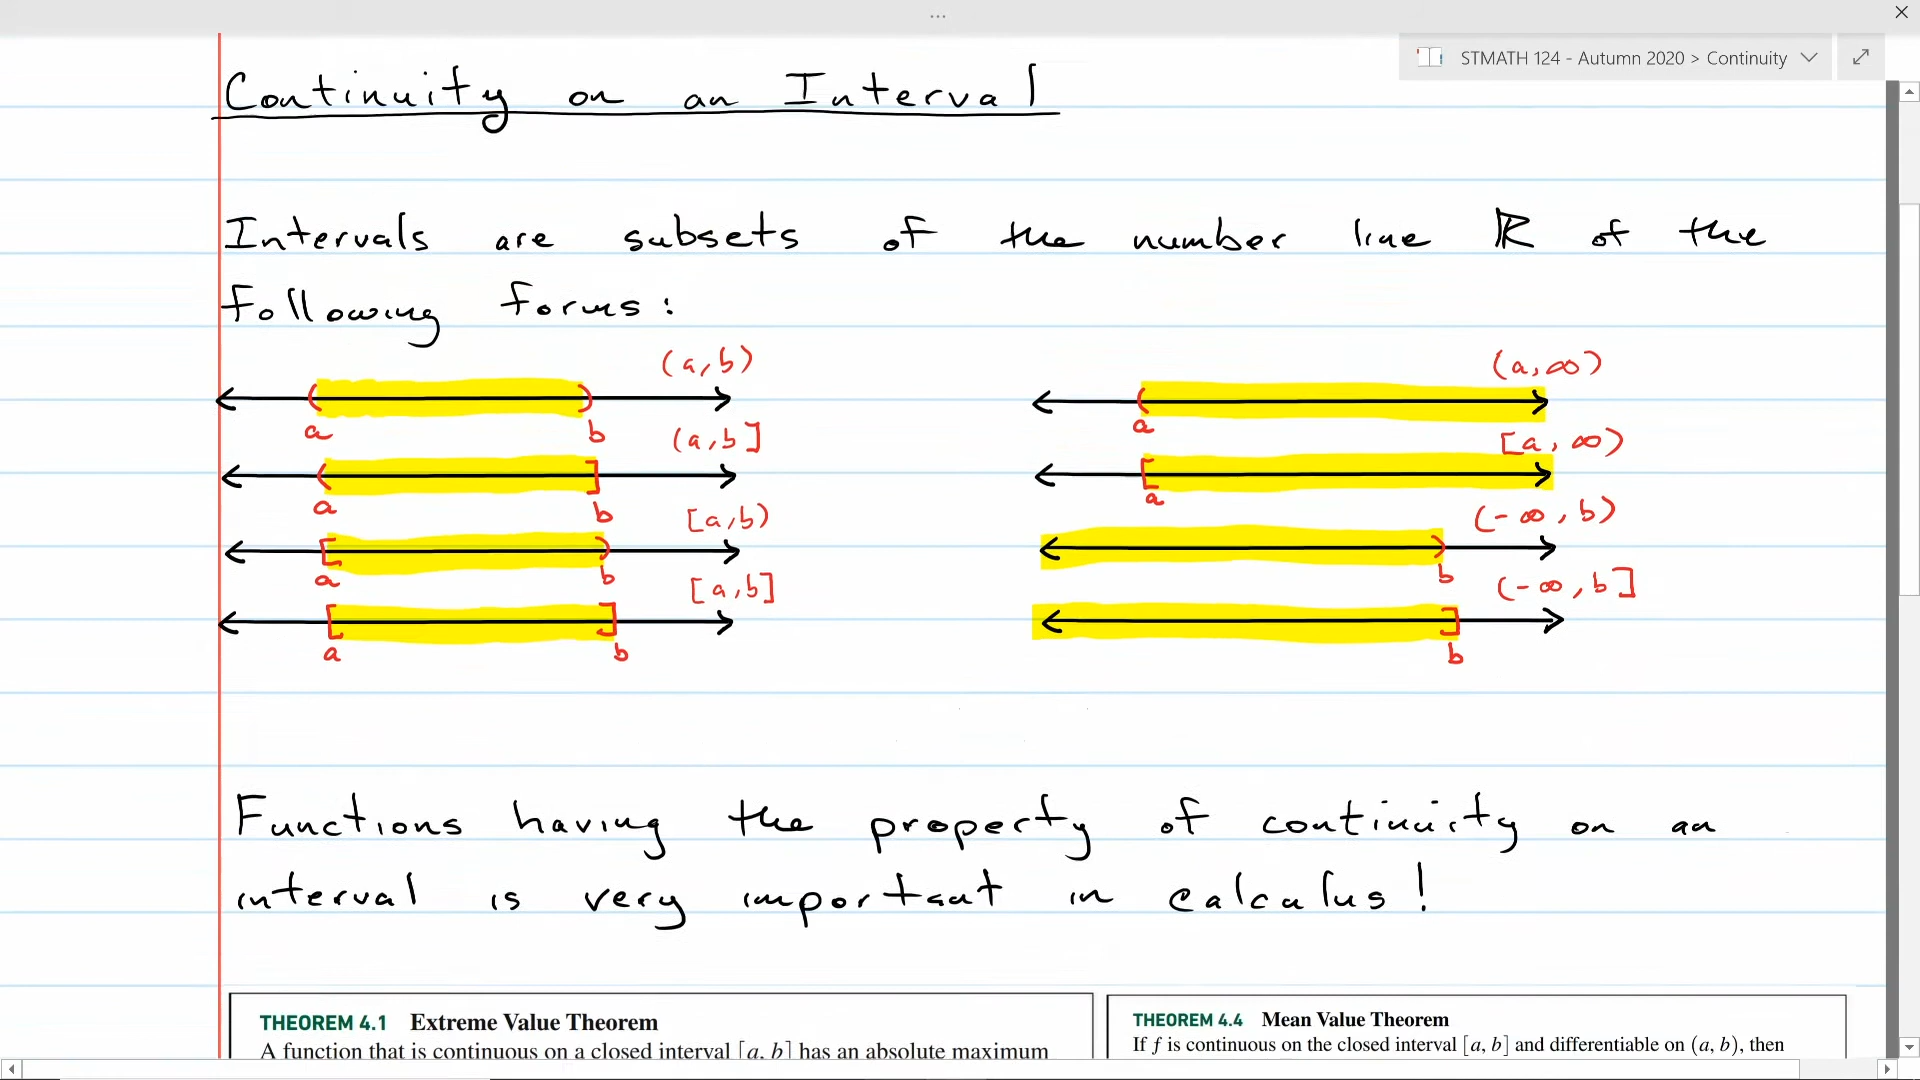 ...
STMATH 124 - Autumn 2020 > Continuity
Continuity on an Interval
Intervals are subsets of the number line ℝ of the
following forms:
(a,b)
a b
(a,b]
a b
[a,b)
a b
[a,b]
a b
(a,∞)
a
[a,∞)
a
(-∞,b)
b
(-∞,b]
b
Functions having the property of continuity on an
interval is very important in calculus!
THEOREM 4.1 Extreme Value Theorem
A function that is continuous on a closed interval [a, b] has an absolute maximum
THEOREM 4.4 Mean Value Theorem
If f is continuous on the closed interval [a, b] and differentiable on (a, b), then